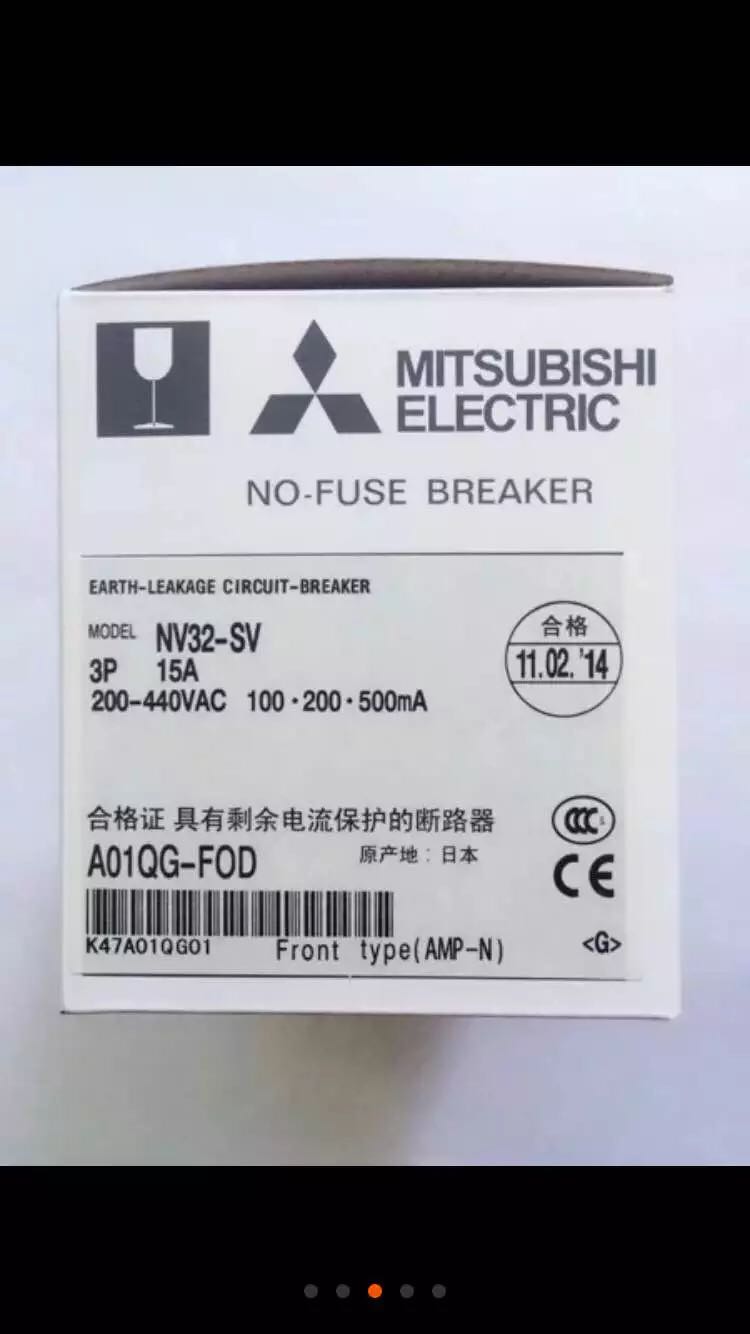 MITSUBISHI
ELECTRIC
NO-FUSE BREAKER
EARTH-LEAKAGE CIRCUIT-BREAKER
MODEL NV32-SV
3P 15A
200-440VAC 100・200・500mA
合格
11.02.'14
合格证 具有剩余电流保护的断路器
A01QG-FOD
原产地：日本
CCC
CE
K47A01QG01
Front type(AMP-N)
<G>